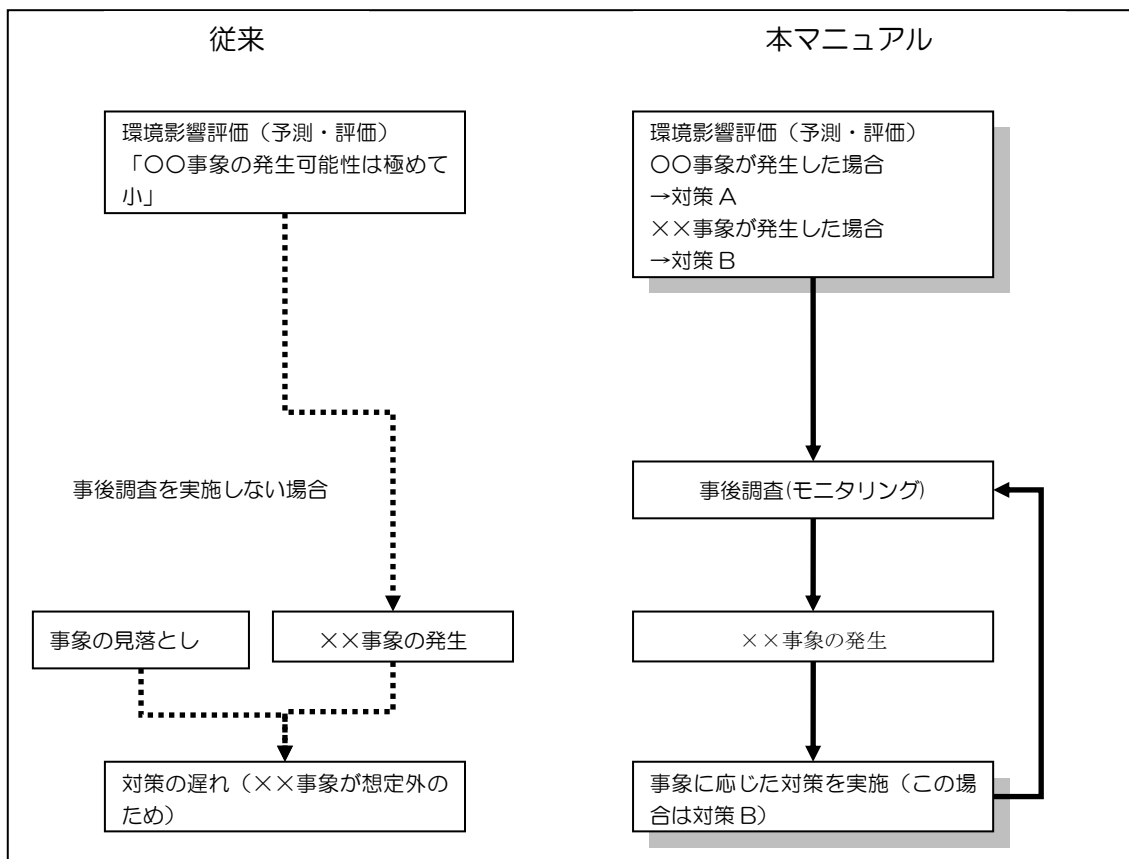 従来
環境影響評価（予測・評価）
「〇〇事象の発生可能性は極めて
小」
事後調査を実施しない場合
事象の見落とし
××事象の発生
対策の遅れ（××事象が想定外の
ため）
本マニュアル
環境影響評価（予測・評価）
〇〇事象が発生した場合
→対策A
××事象が発生した場合
→対策B
事後調査(モニタリング)
××事象の発生
事象に応じた対策を実施（この場
合は対策B）